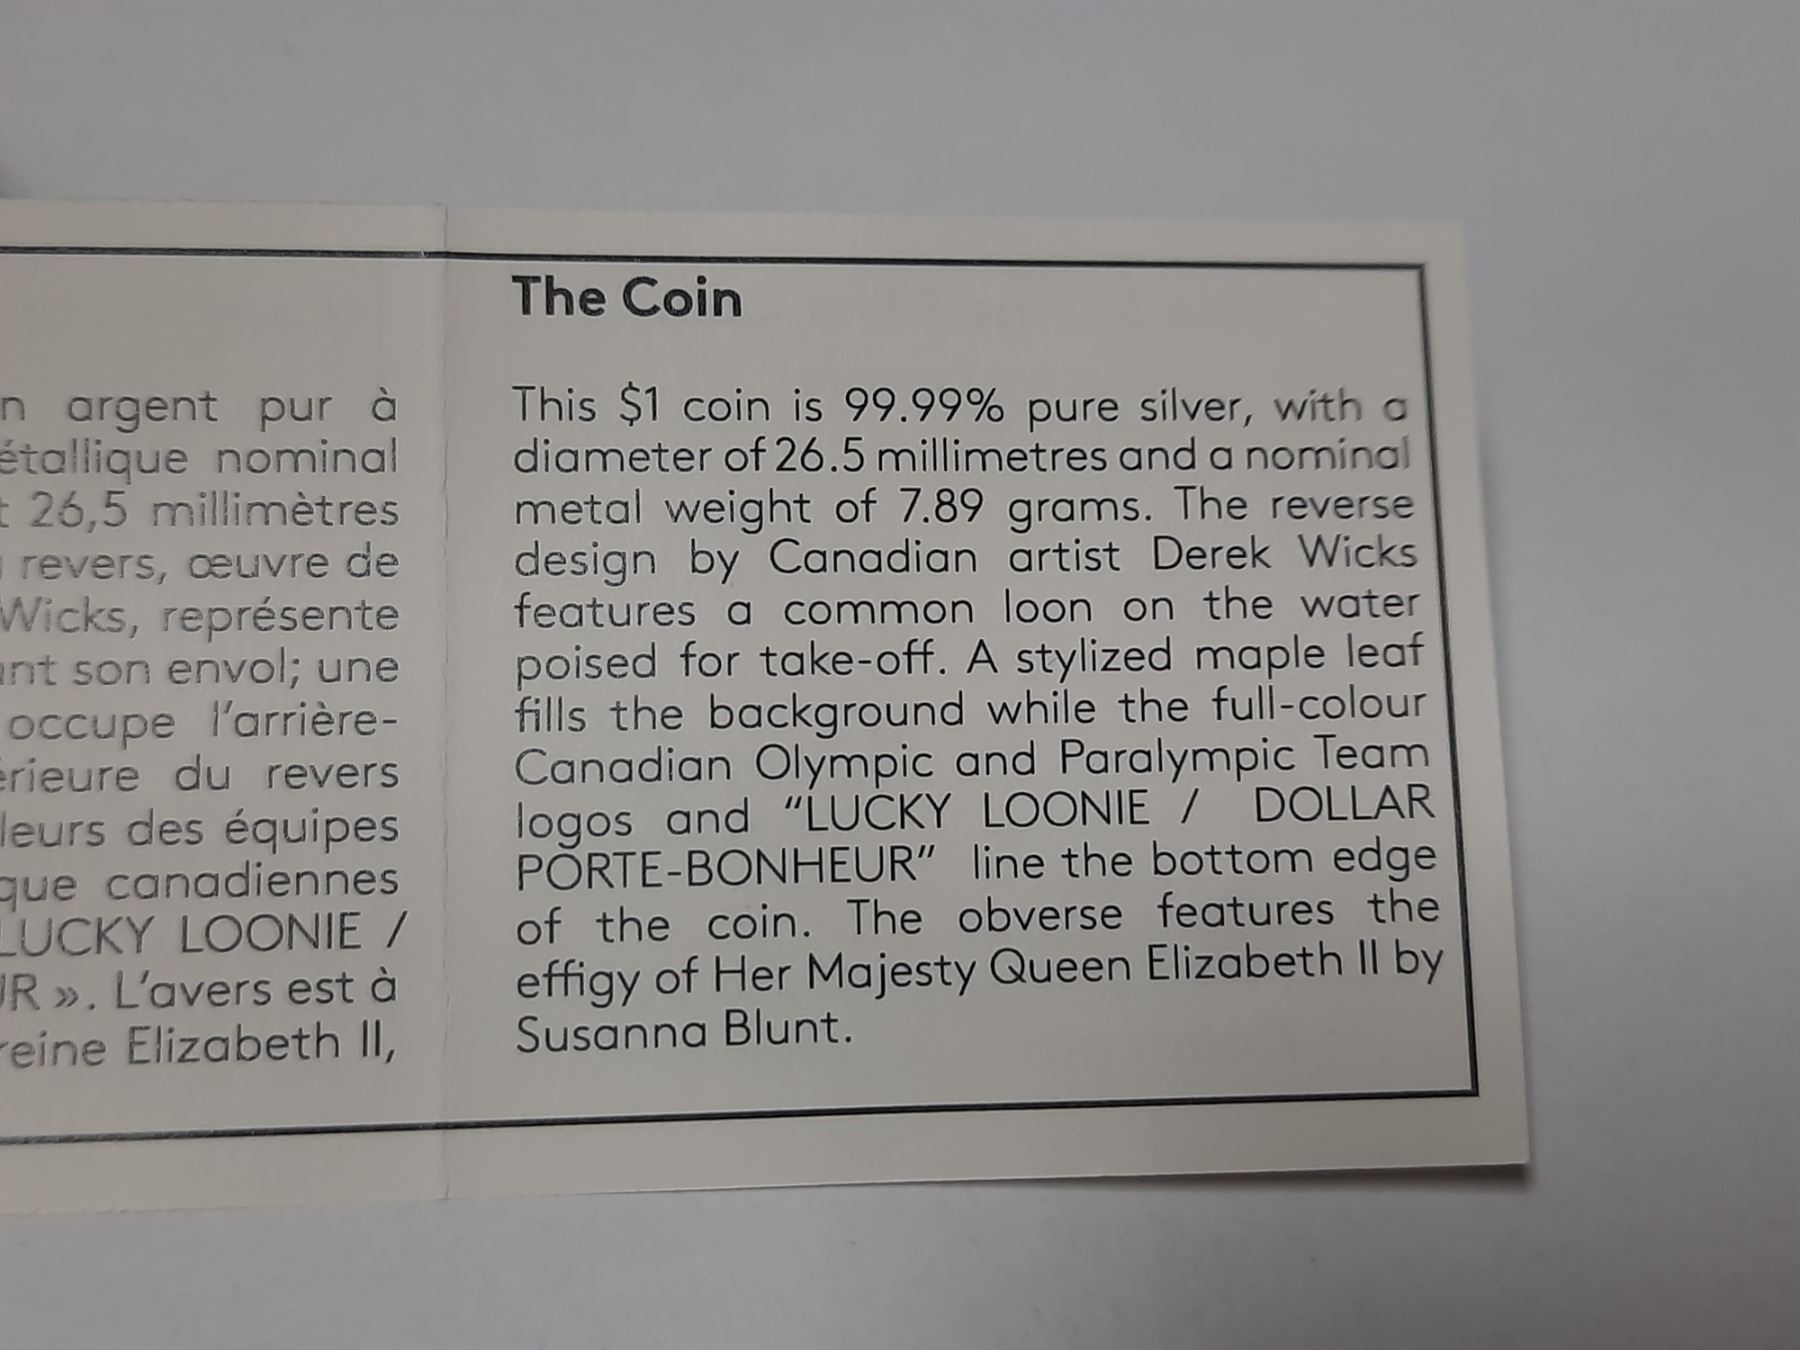 argent pur à
nominal
26,5 millimètres
revers, œuvre de
Wicks, représente
son envol; une
occupe l'arrière-
du revers
des équipes
canadiennes
LUCKY LOONIE /
». L'avers est à
reine Elizabeth II,
The Coin
This $1 coin is 99.99% pure silver, with a
diameter of 26.5 millimetres and a nominal
metal weight of 7.89 grams. The reverse
design by Canadian artist Derek Wicks
features a common loon on the water
poised for take-off. A stylized maple leaf
fills the background while the full-colour
Canadian Olympic and Paralympic Team
logos and "LUCKY LOONIE / DOLLAR
PORTE-BONHEUR" line the bottom edge
of the coin. The obverse features the
effigy of Her Majesty Queen Elizabeth II by
Susanna Blunt.